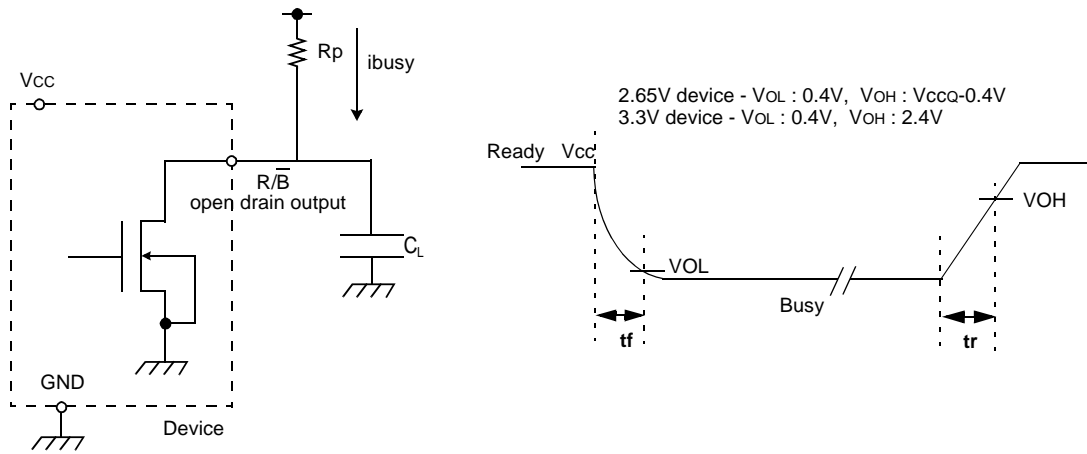 Rp
ibusy
VCC
R/B̅
open drain output
CL
GND
Device
2.65V device - VOL : 0.4V, VOH : VccQ-0.4V
3.3V device - VOL : 0.4V, VOH : 2.4V
Ready Vcc
VOH
VOL
Busy
tf
tr